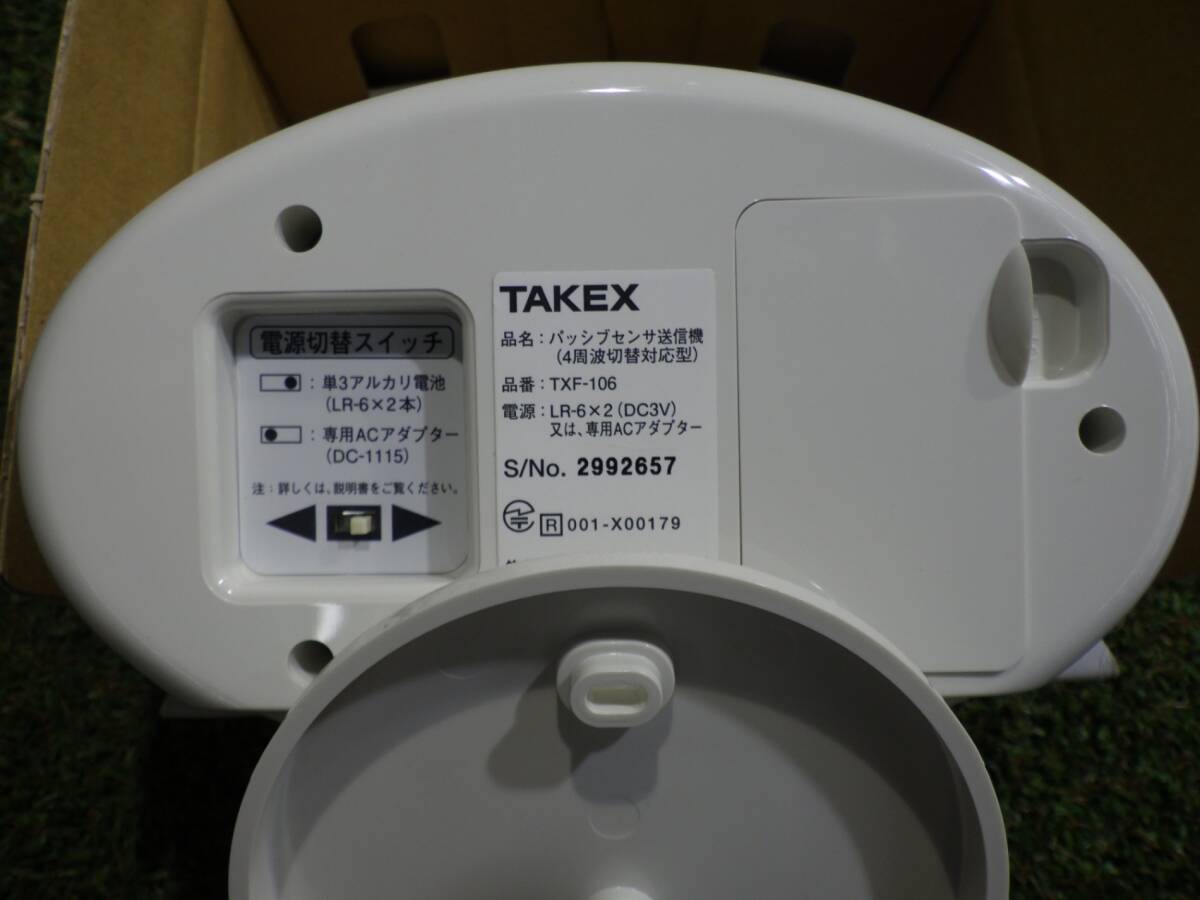 電源切替スイッチ
：単3アルカリ電池
(LR-6×2本)
：専用ACアダプター
(DC-1115)
注：詳しくは、説明書をご覧ください。
TAKEX
品名：パッシブセンサ送信機
(4周波切替対応型)
品番：TXF-106
電源：LR-6×2(DC3V)
又は、専用ACアダプター
S/No. 2992657
R 001-X00179